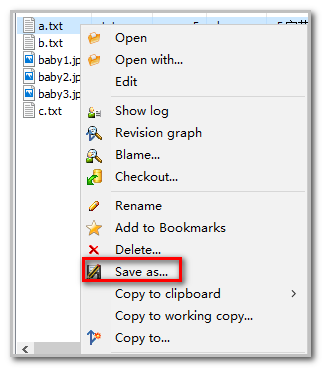 a.txt
b.txt
baby1.jp
baby2.jp
baby3.jp
c.txt
Open
Open with...
Edit
Show log
Revision graph
Blame...
Checkout...
Rename
Add to Bookmarks
Delete...
Save as...
Copy to clipboard
Copy to working copy...
Copy to...